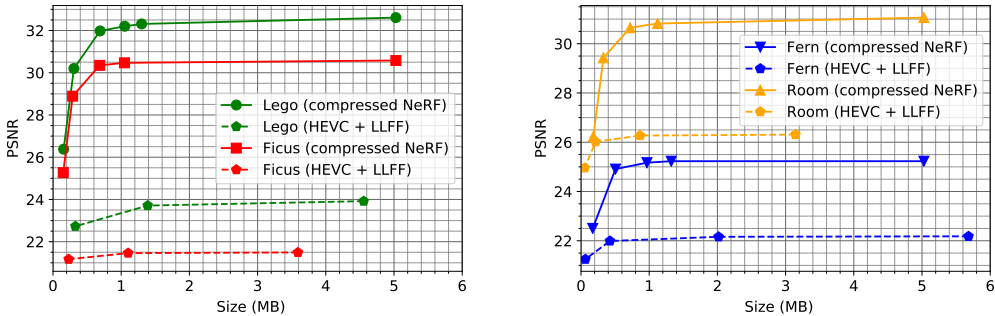 PSNR
32
30
28
26
24
22
0
1
2
3
4
5
6
Size (MB)
Lego (compressed NeRF)
Lego (HEVC + LLFF)
Ficus (compressed NeRF)
Ficus (HEVC + LLFF)
PSNR
30
28
26
24
22
0
1
2
3
4
5
6
Size (MB)
Fern (compressed NeRF)
Fern (HEVC + LLFF)
Room (compressed NeRF)
Room (HEVC + LLFF)